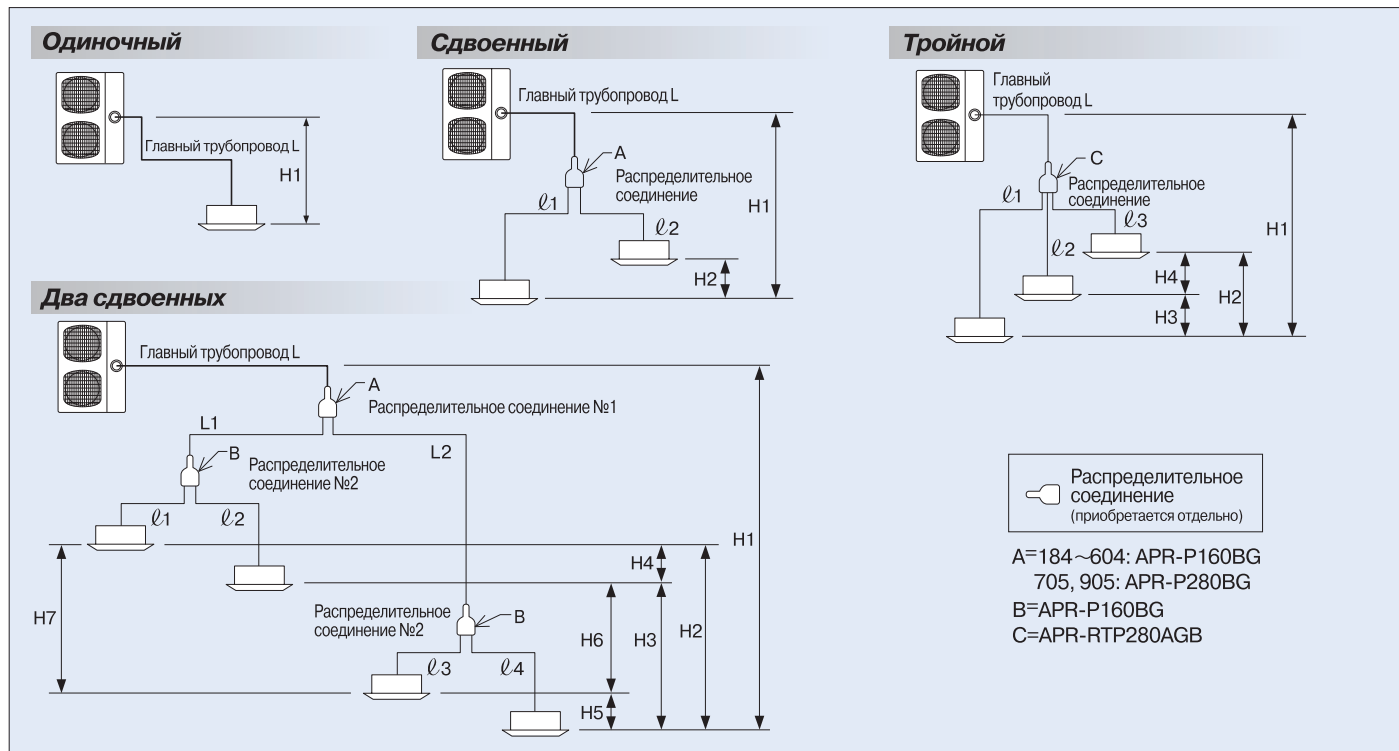 Одиночный
Главный трубопровод L
H1
Сдвоенный
Главный трубопровод L
A
Распределительное
соединение
ℓ1
ℓ2
H1
H2
Тройной
Главный
трубопровод L
C
Распределительное
соединение
ℓ1
ℓ2
ℓ3
H1
H4
H2
H3
Два сдвоенных
Главный трубопровод L
A
Распределительное соединение №1
L1
L2
B
Распределительное
соединение №2
ℓ1
ℓ2
H1
H4
H7
Распределительное
соединение №2
B
H6
H3
H2
ℓ3
ℓ4
H5
Распределительное
соединение
(приобретается отдельно)
A=184~604: APR-P160BG
705, 905: APR-P280BG
B=APR-P160BG
C=APR-RTP280AGB